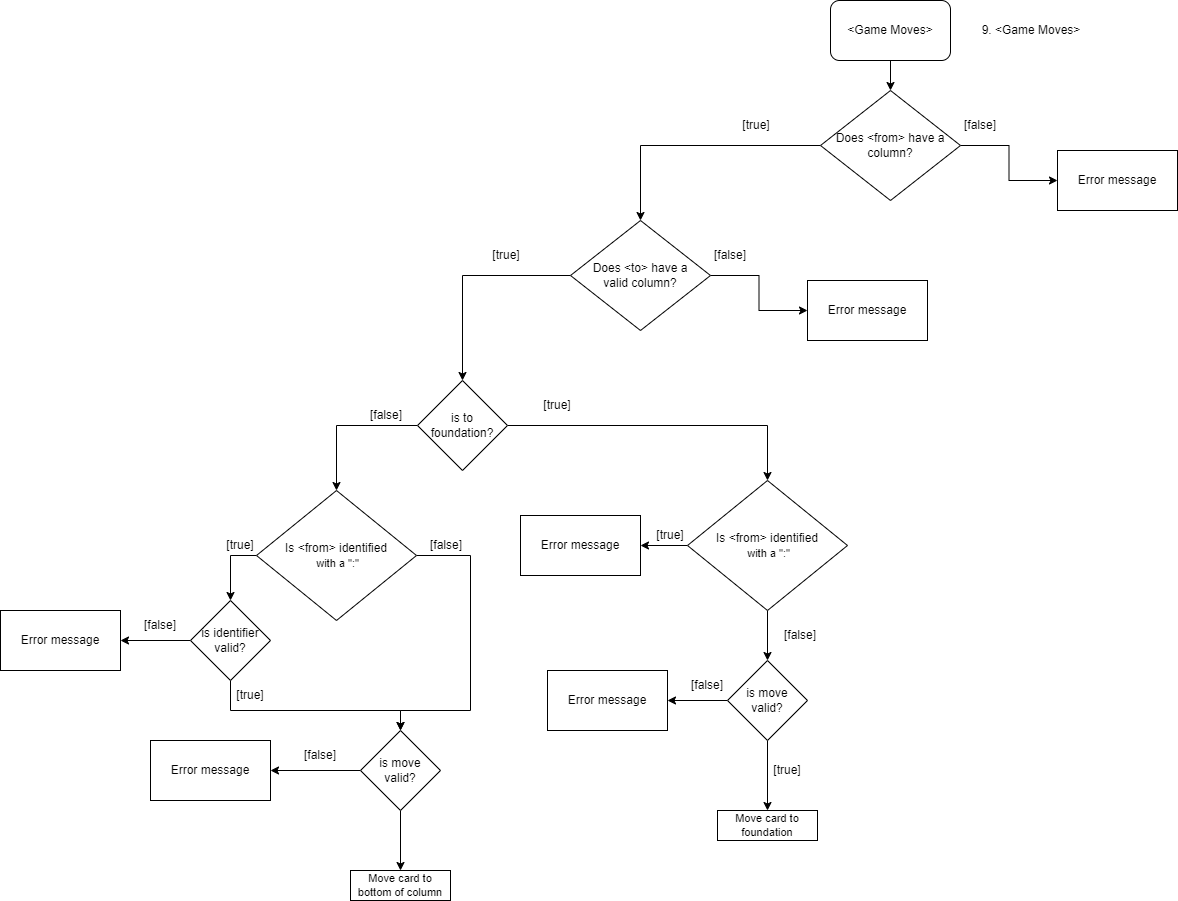 <Game Moves>
9. <Game Moves>
[true]
[false]
Does <from> have a
column?
Error message
[true]
[false]
Does <to> have a
valid column?
Error message
[false]
[true]
is to
foundation?
[true]
[false]
Is <from> identified
with a ":"
Error message
[true]
Is <from> identified
with a ":"
Error message
[false]
Is identifier
valid?
[false]
[true]
Error message
[false]
is move
valid?
Error message
[false]
is move
valid?
[true]
Move card to
foundation
Move card to
bottom of column